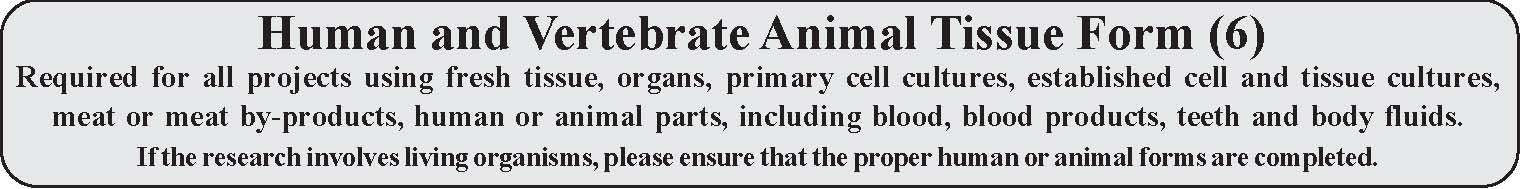 Human and Vertebrate Animal Tissue Form (6)
Required for all projects using fresh tissue, organs, primary cell cultures, established cell and tissue cultures,
meat or meat by-products, human or animal parts, including blood, blood products, teeth and body fluids.
If the research involves living organisms, please ensure that the proper human or animal forms are completed.